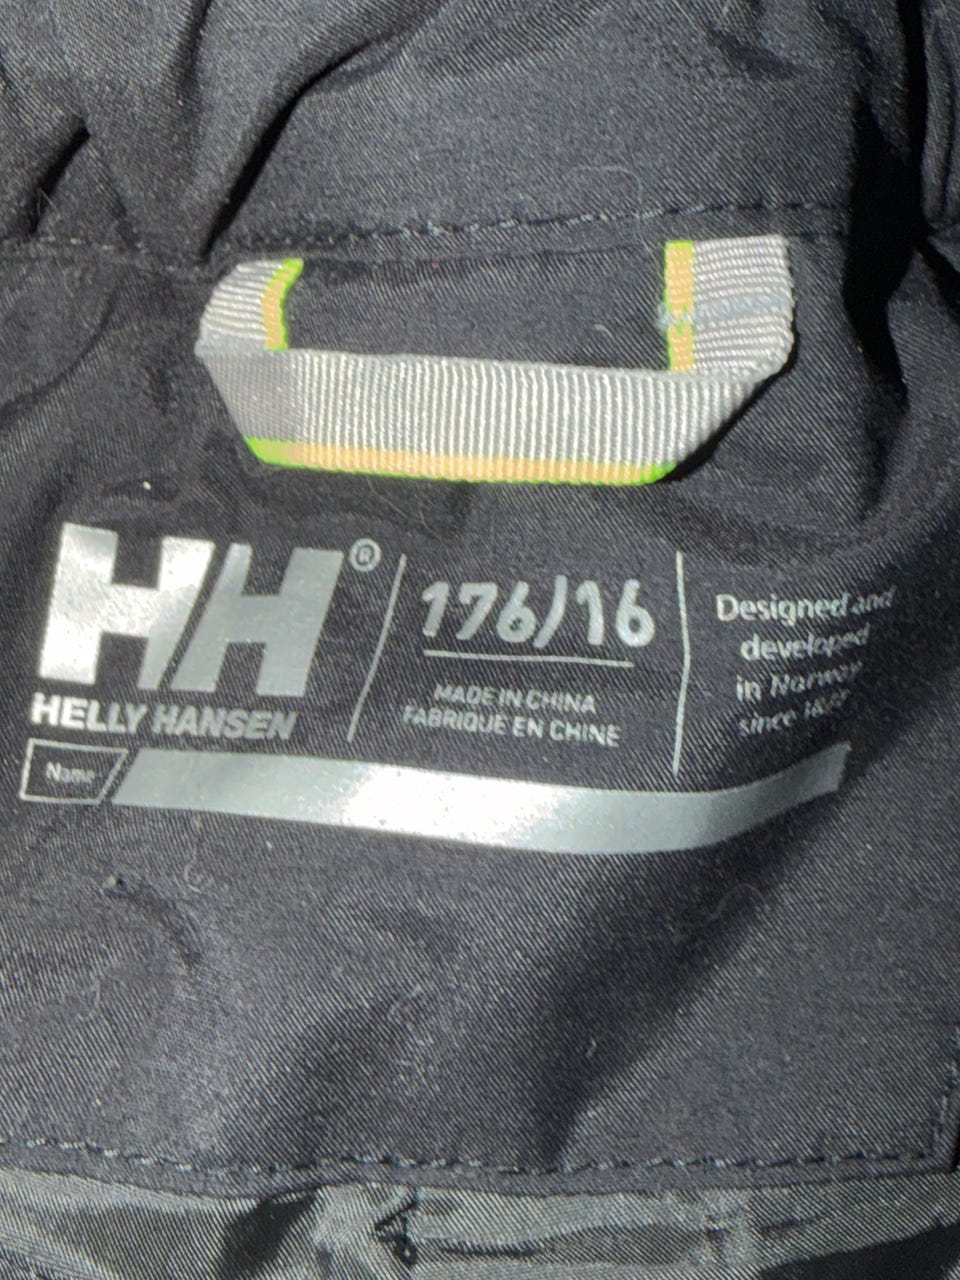 HH®
HELLY HANSEN
Name
176/16
MADE IN CHINA
FABRIQUE EN CHINE
Designed and
developed
in Norway
since